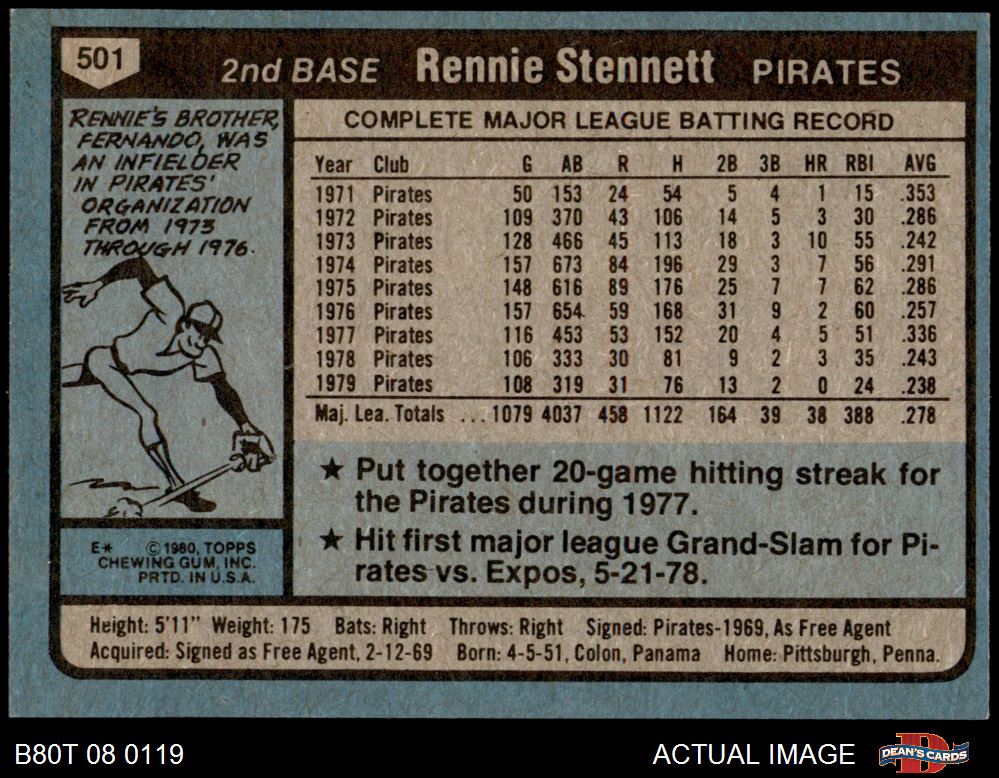 501
2nd BASE Rennie Stennett PIRATES
RENNIE'S BROTHER,
FERNANDO, WAS
AN INFIELDER
IN PIRATES'
ORGANIZATION
FROM 1973
THROUGH 1976.
E* © 1980, TOPPS
CHEWING GUM, INC.
PRTD. IN U.S.A.
COMPLETE MAJOR LEAGUE BATTING RECORD
Year Club G AB R H 2B 3B HR RBI AVG
1971 Pirates 50 153 24 54 5 4 1 15 .353
1972 Pirates 109 370 43 106 14 5 3 30 .286
1973 Pirates 128 466 45 113 18 3 10 55 .242
1974 Pirates 157 673 84 196 29 3 7 56 .291
1975 Pirates 148 616 89 176 25 7 7 62 .286
1976 Pirates 157 654 59 168 31 9 2 60 .257
1977 Pirates 116 453 53 152 20 4 5 51 .336
1978 Pirates 106 333 30 81 9 2 3 35 .243
1979 Pirates 108 319 31 76 13 2 0 24 .238
Maj. Lea. Totals ... 1079 4037 458 1122 164 39 38 388 .278
★ Put together 20-game hitting streak for
the Pirates during 1977.
★ Hit first major league Grand-Slam for Pi-
rates vs. Expos, 5-21-78.
Height: 5'11" Weight: 175 Bats: Right Throws: Right Signed: Pirates-1969, As Free Agent
Acquired: Signed as Free Agent, 2-12-69 Born: 4-5-51, Colon, Panama Home: Pittsburgh, Penna.
B80T 08 0119 ACTUAL IMAGE DEAN'S CARDS